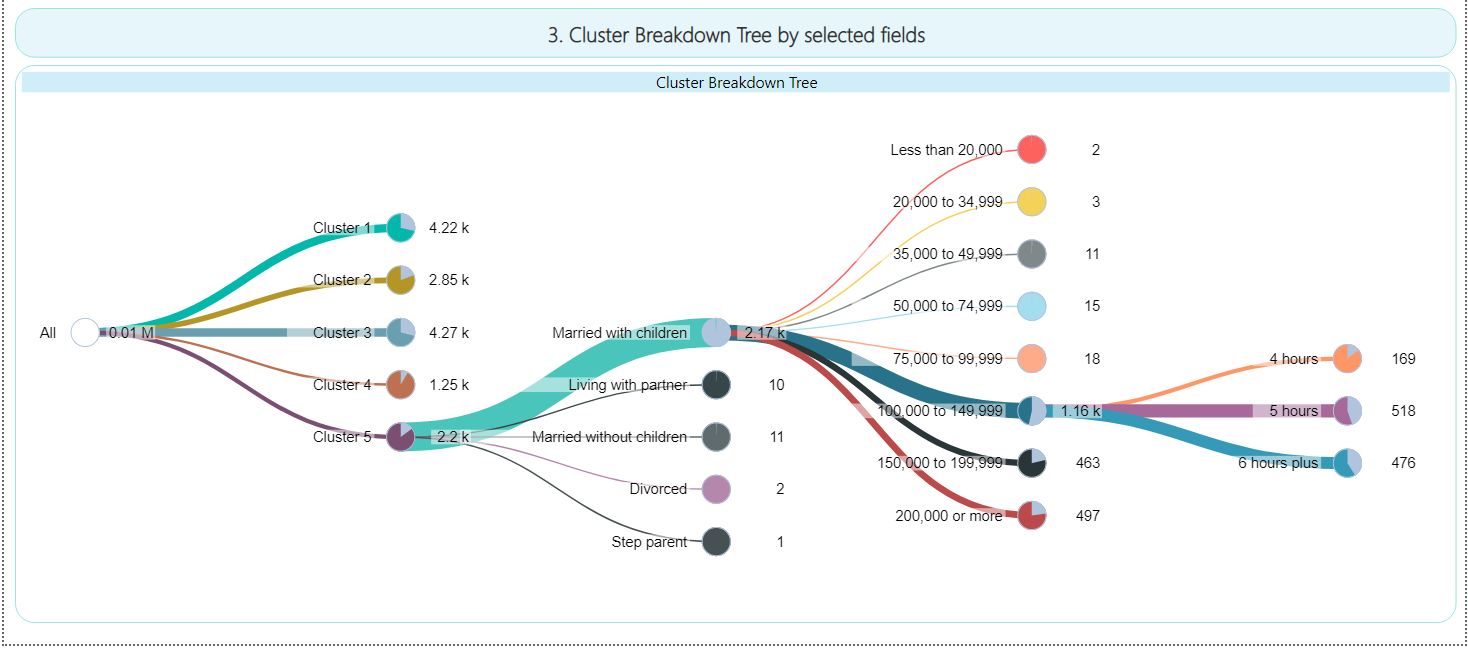 3. Cluster Breakdown Tree by selected fields
Cluster Breakdown Tree
All
0.01 M
Cluster 1
4.22 k
Cluster 2
2.85 k
Cluster 3
4.27 k
Cluster 4
1.25 k
Cluster 5
2.2 k
Married with children
2.17 k
Living with partner
10
Married without children
11
Divorced
2
Step parent
1
Less than 20,000
2
20,000 to 34,999
3
35,000 to 49,999
11
50,000 to 74,999
15
75,000 to 99,999
18
100,000 to 149,999
1.16 k
150,000 to 199,999
463
200,000 or more
497
4 hours
169
5 hours
518
6 hours plus
476